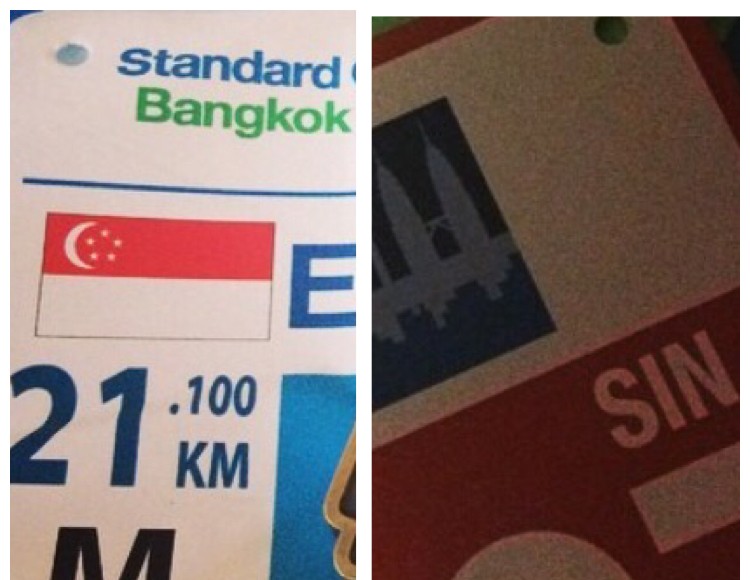 Standard
Bangkok
E
21.100
KM
M
SIN